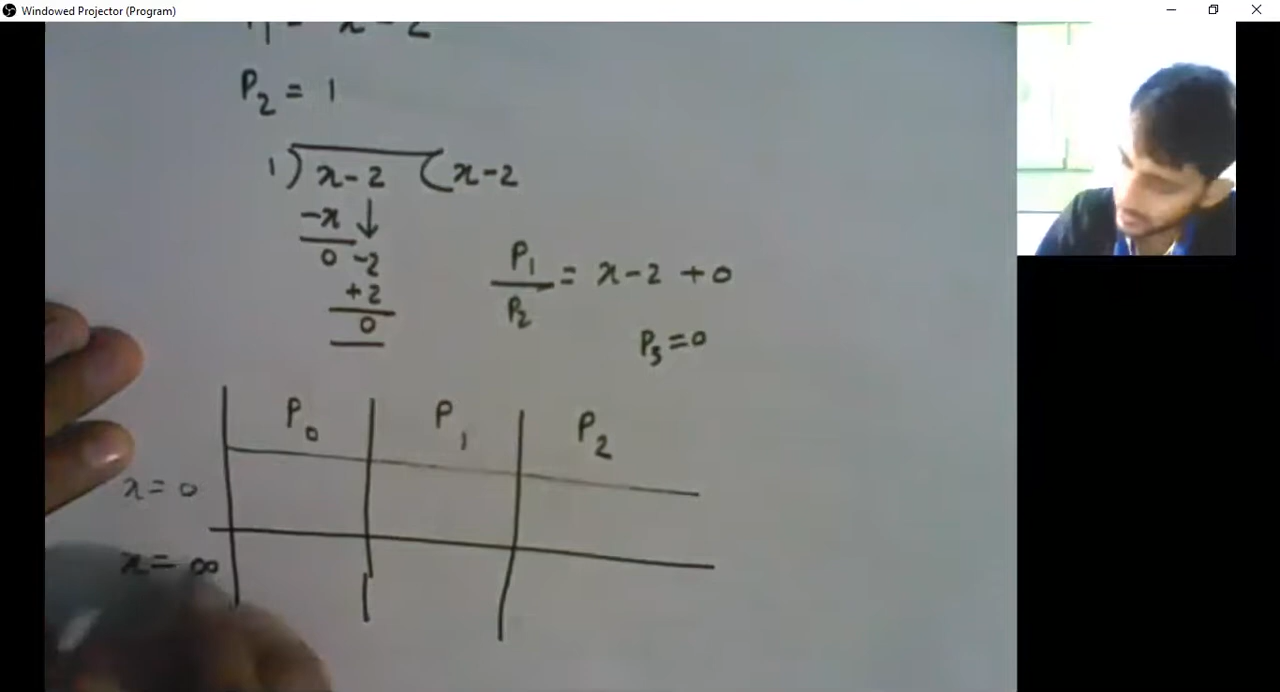 Windowed Projector (Program)
P₂ = 1
1) x-2 (x-2
-x
0 -2
+2
0
P₁/P₂ = x-2 +0
P₃=0
P₀ P₁ P₂
x=0
x=∞